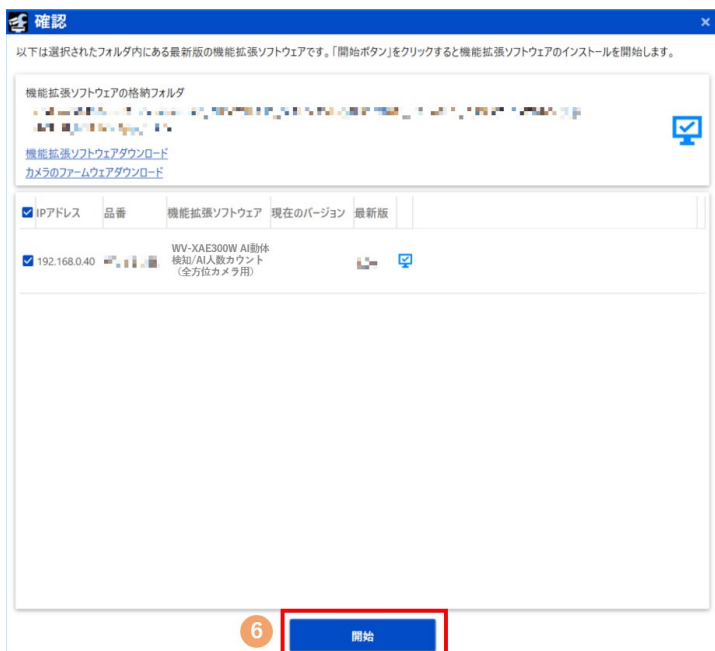 確認
以下は選択されたフォルダ内にある最新版の機能拡張ソフトウェアです。「開始ボタン」をクリックすると機能拡張ソフトウェアのインストールを開始します。
機能拡張ソフトウェアの格納フォルダ
機能拡張ソフトウェアダウンロード
カメラのファームウェアダウンロード
IPアドレス 品番 機能拡張ソフトウェア 現在のバージョン 最新版
192.168.0.40 WV-XAE300W AI動体
検知/AI人数カウント
（全方位カメラ用）
6 開始